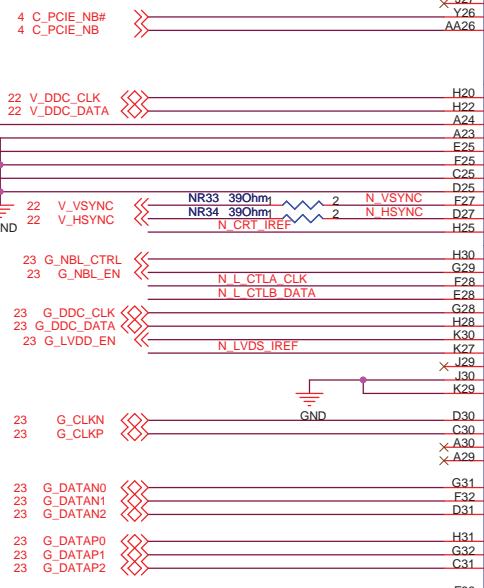 J27
4 C_PCIE_NB# Y26
4 C_PCIE_NB AA26
22 V_DDC_CLK H20
22 V_DDC_DATA H22
A24
A23
E25
F25
C25
D25
22 V_VSYNC NR33 39Ohm 1 2 N_VSYNC F27
22 V_HSYNC NR34 39Ohm 1 2 N_HSYNC D27
ND N_CRT_IREF H25
23 G_NBL_CTRL H30
23 G_NBL_EN G29
N_L_CTLA_CLK F28
N_L_CTLB_DATA E28
23 G_DDC_CLK G28
23 G_DDC_DATA H28
23 G_LVDD_EN K30
N_LVDS_IREF K27
J29
J30
K29
GND
23 G_CLKN D30
23 G_CLKP C30
A30
A29
23 G_DATAN0 G31
23 G_DATAN1 F32
23 G_DATAN2 D31
23 G_DATAP0 H31
23 G_DATAP1 G32
23 G_DATAP2 C31